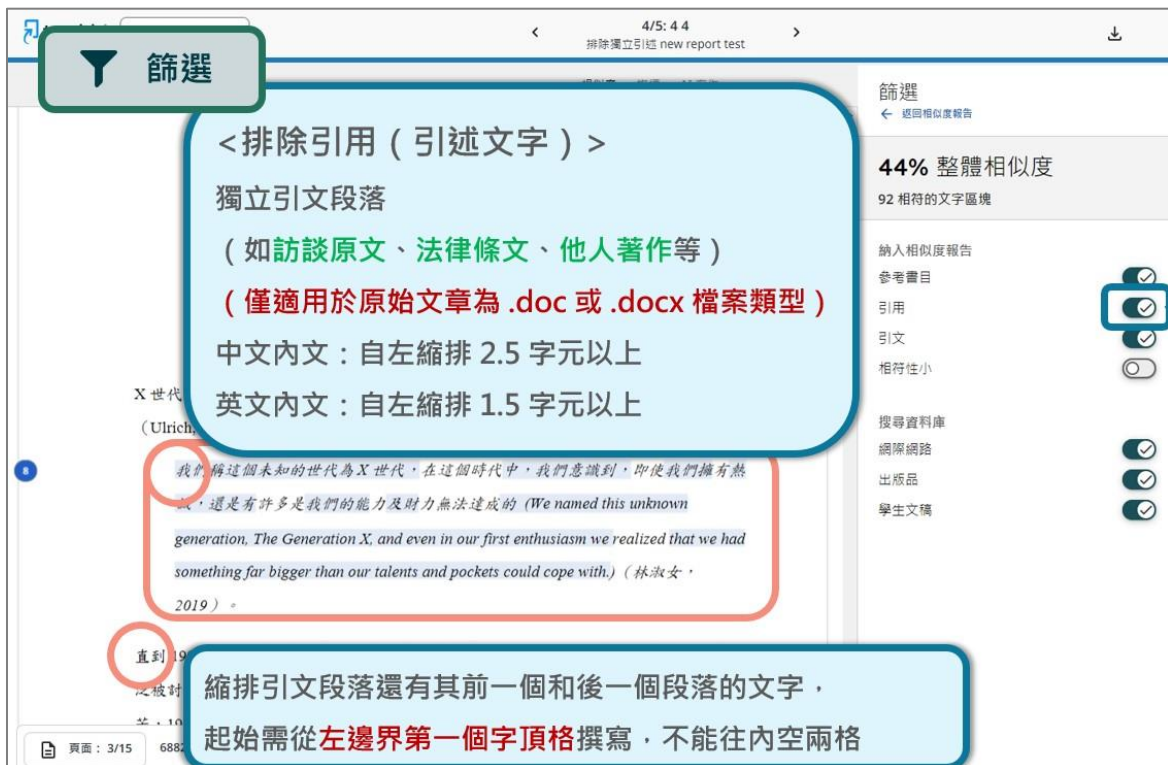 4/5: 4 4
排除獨立引述 new report test
篩選
篩選
返回相似度報告
44% 整體相似度
92 相符的文字區塊
納入相似度報告
參考書目
引用
引文
相符性小
搜尋資料庫
網際網路
出版品
學生文稿
<排除引用（引述文字）>
獨立引文段落
（如訪談原文、法律條文、他人著作等）
（僅適用於原始文章為 .doc 或 .docx 檔案類型）
中文內文：自左縮排 2.5 字元以上
英文內文：自左縮排 1.5 字元以上
X 世代
（Ulrich,
8
我們稱這個未知的世代為 X 世代，在這個時代中，我們意識到，即使我們擁有熱
，還是有許多是我們的能力及財力無法達成的 (We named this unknown
generation, The Generation X, and even in our first enthusiasm we realized that we had
something far bigger than our talents and pockets could cope with.)（林淑女，
2019）。
直到 19
泛被討
縮排引文段落還有其前一個和後一個段落的文字，
起始需從左邊界第一個字頂格撰寫，不能往內空兩格
頁面：3/15
6882